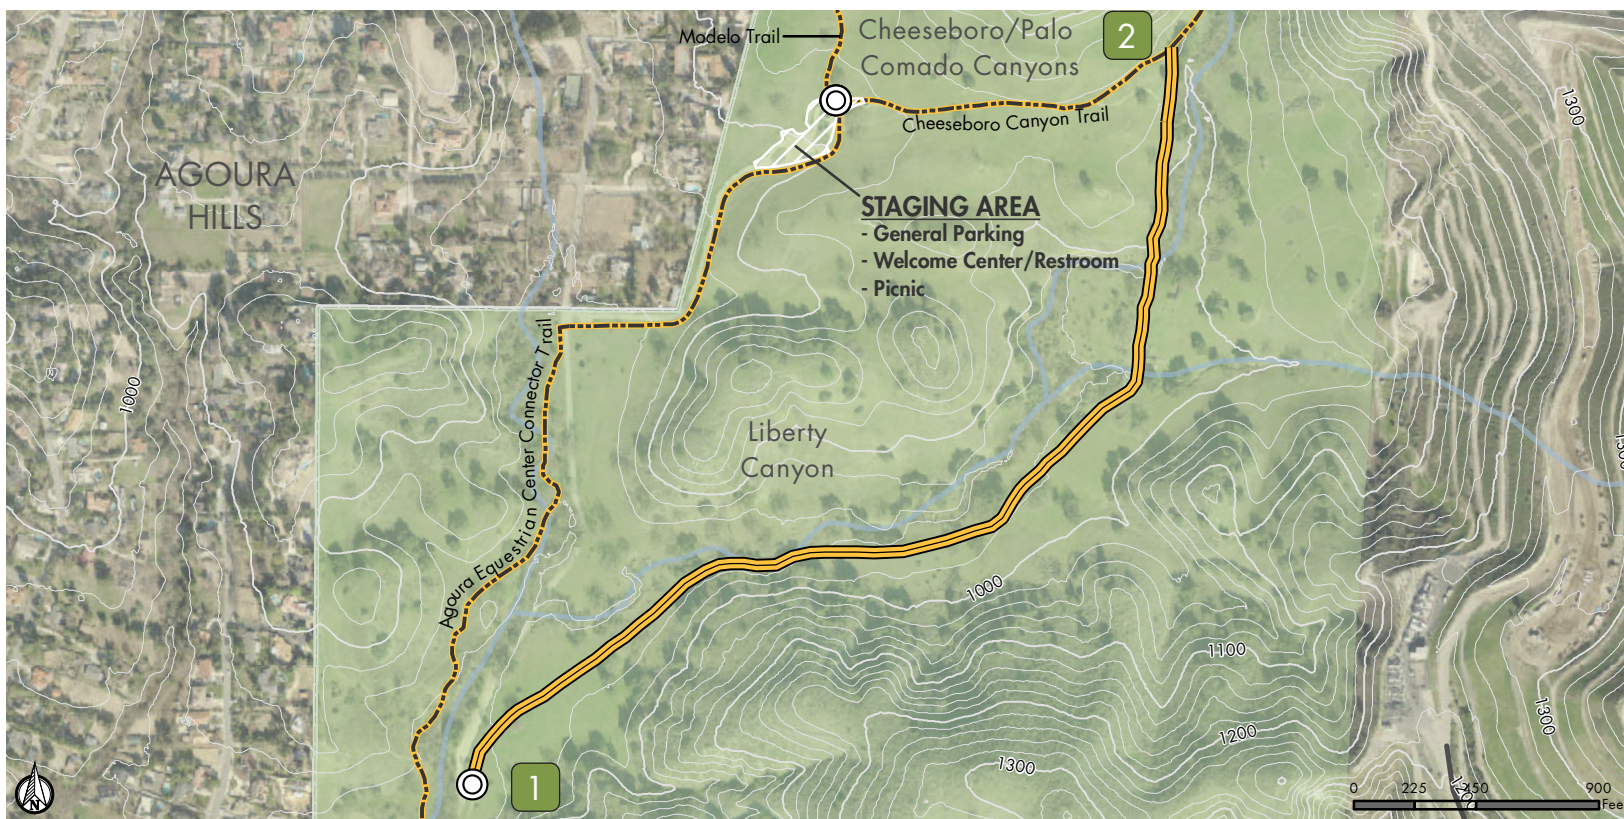 Modelo Trail
Cheeseboro/Palo
Comado Canyons
2
1300
Cheeseboro Canyon Trail
AGOURA
HILLS
STAGING AREA
- General Parking
- Welcome Center/Restroom
- Picnic
1000
Agoura Equestrian Center Connector Trail
Liberty
Canyon
1000
1100
1200
1300
1300
1
N
0 225 450 900
Fee
1200